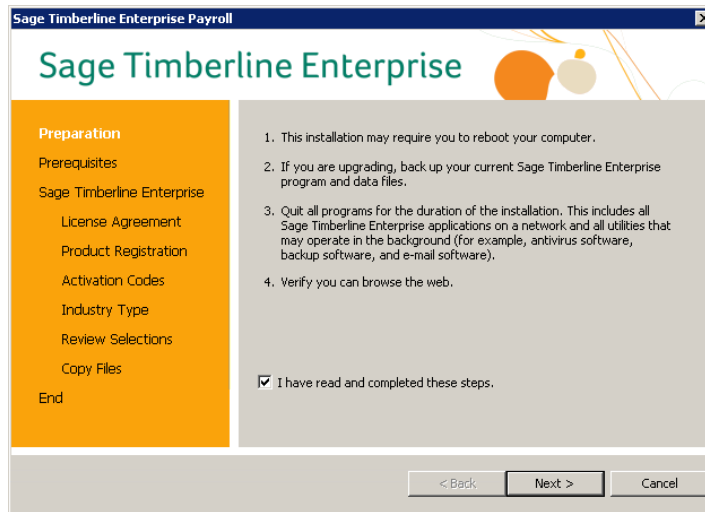 Sage Timberline Enterprise Payroll
Sage Timberline Enterprise
Preparation
Prerequisites
Sage Timberline Enterprise
License Agreement
Product Registration
Activation Codes
Industry Type
Review Selections
Copy Files
End
1. This installation may require you to reboot your computer.
2. If you are upgrading, back up your current Sage Timberline Enterprise
program and data files.
3. Quit all programs for the duration of the installation. This includes all
Sage Timberline Enterprise applications on a network and all utilities that
may operate in the background (for example, antivirus software,
backup software, and e-mail software).
4. Verify you can browse the web.
I have read and completed these steps.
< Back
Next >
Cancel